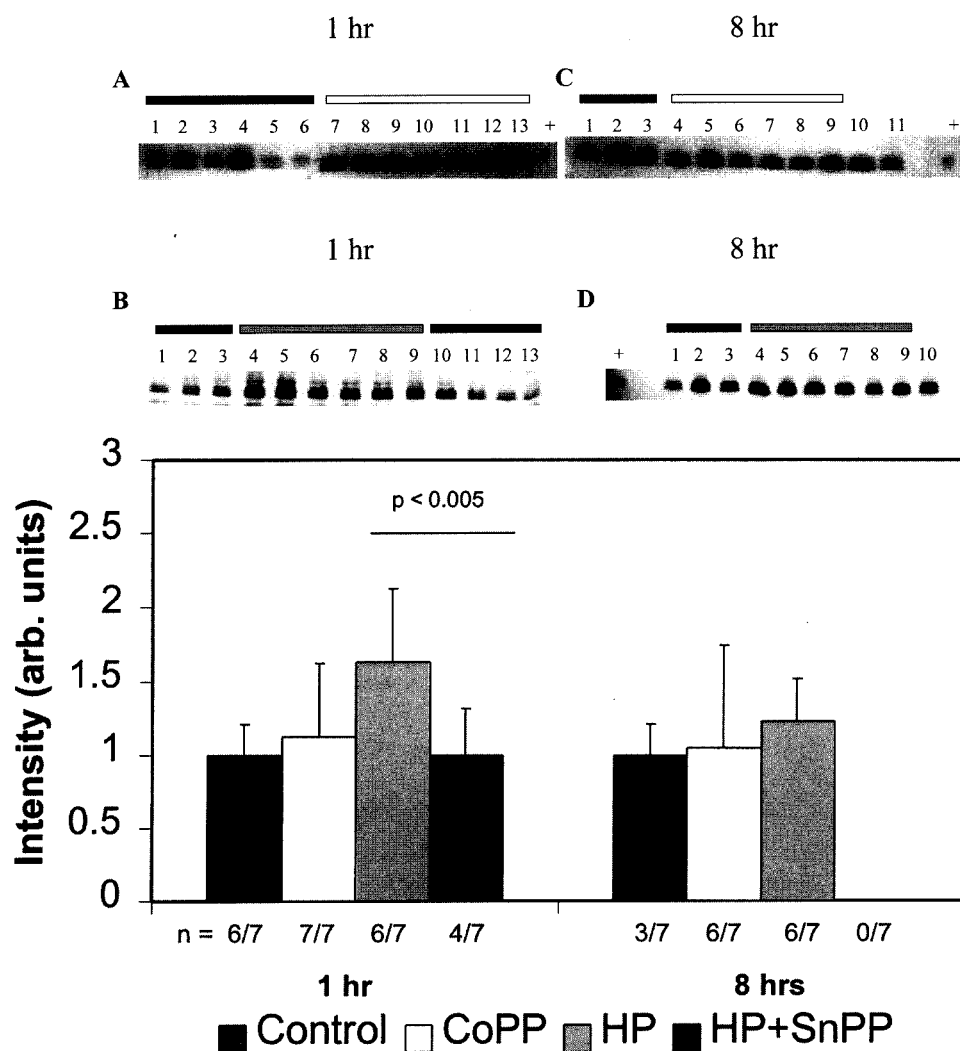 1 hr 8 hr
A C
1 2 3 4 5 6 7 8 9 10 11 12 13 + 1 2 3 4 5 6 7 8 9 10 11 +
1 hr 8 hr
B D
1 2 3 4 5 6 7 8 9 10 11 12 13 + 1 2 3 4 5 6 7 8 9 10
Intensity (arb. units)
3
2.5
2
1.5
1
0.5
0
p < 0.005
n = 6/7 7/7 6/7 4/7 3/7 6/7 6/7 0/7
1 hr 8 hrs
Control CoPP HP HP+SnPP